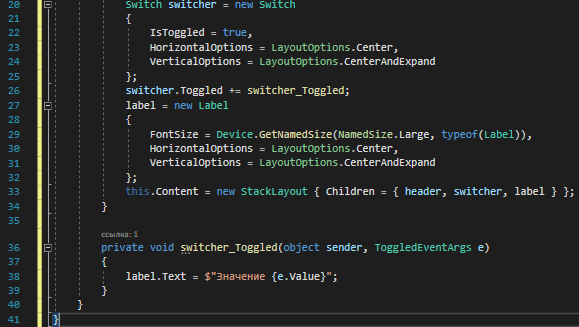 20 Switch switcher = new Switch
21 {
22 IsToggled = true,
23 HorizontalOptions = LayoutOptions.Center,
24 VerticalOptions = LayoutOptions.CenterAndExpand
25 };
26 switcher.Toggled += switcher_Toggled;
27 label = new Label
28 {
29 FontSize = Device.GetNamedSize(NamedSize.Large, typeof(Label)),
30 HorizontalOptions = LayoutOptions.Center,
31 VerticalOptions = LayoutOptions.CenterAndExpand
32 };
33 this.Content = new StackLayout { Children = { header, switcher, label } };
34 }
35
ссылка: 1
36 private void switcher_Toggled(object sender, ToggledEventArgs e)
37 {
38 label.Text = $"Значение {e.Value}";
39 }
40 }
41 }